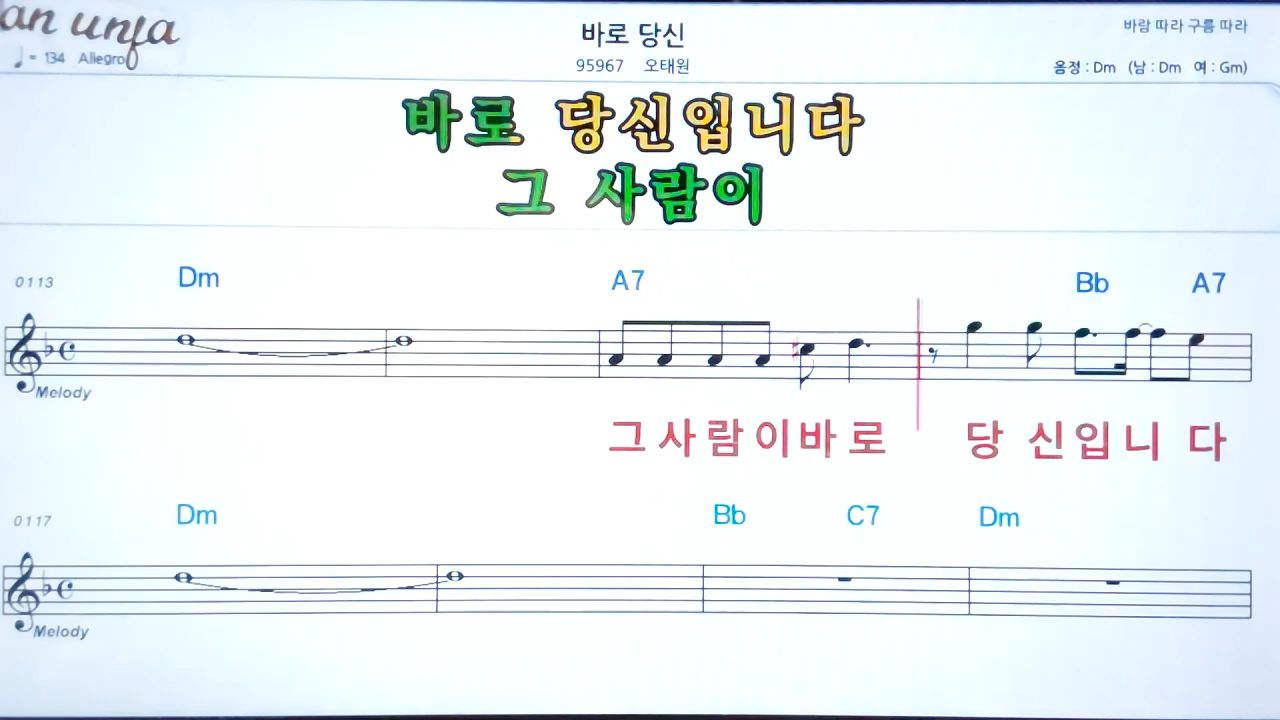 an unfa
♩ = 134 Allegro
바로 당신
95967 오태원
바람 따라 구름 따라
음정 : Dm (남 : Dm 여 : Gm)
바로 당신입니다
그 사람이
0113
Dm A7 Bb A7
Melody
그 사 람 이 바 로 당 신 입 니 다
0117
Dm Bb C7 Dm
Melody